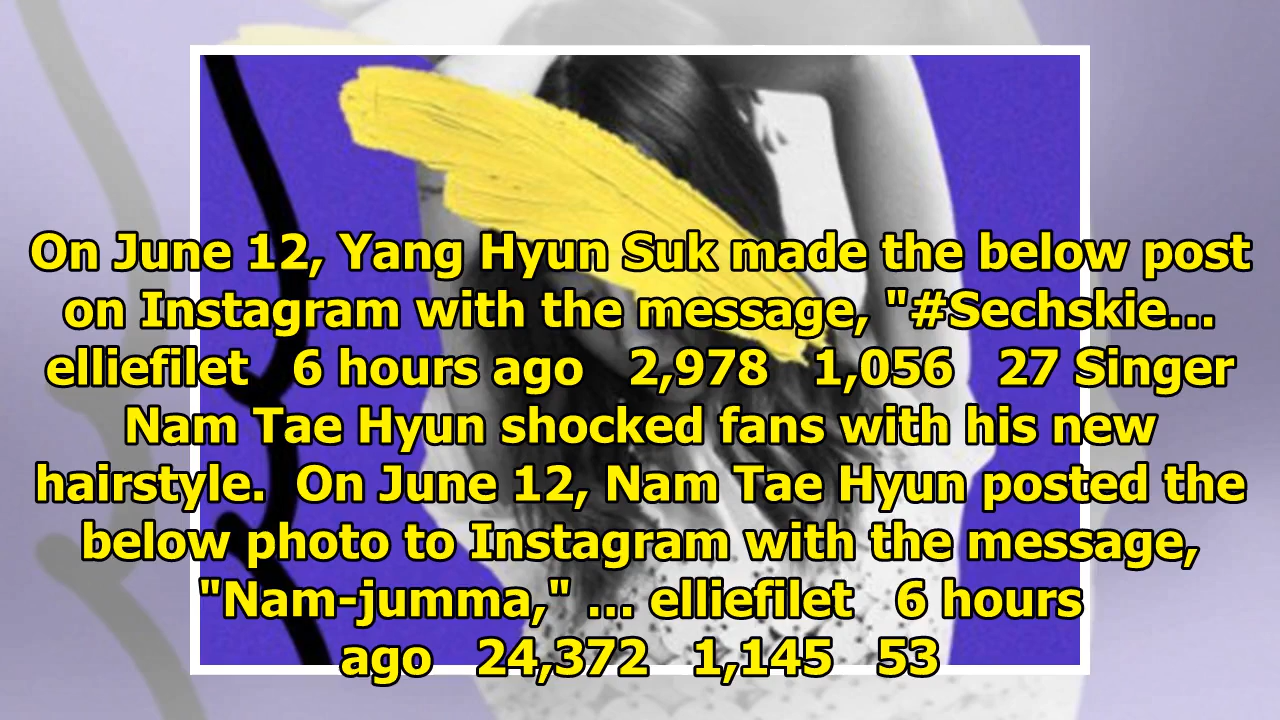 On June 12, Yang Hyun Suk made the below post
on Instagram with the message, "#Sechskie...
elliefilet   6 hours ago   2,978   1,056   27 Singer
Nam Tae Hyun shocked fans with his new
hairstyle.  On June 12, Nam Tae Hyun posted the
below photo to Instagram with the message,
"Nam-jumma," ... elliefilet   6 hours
ago   24,372   1,145   53